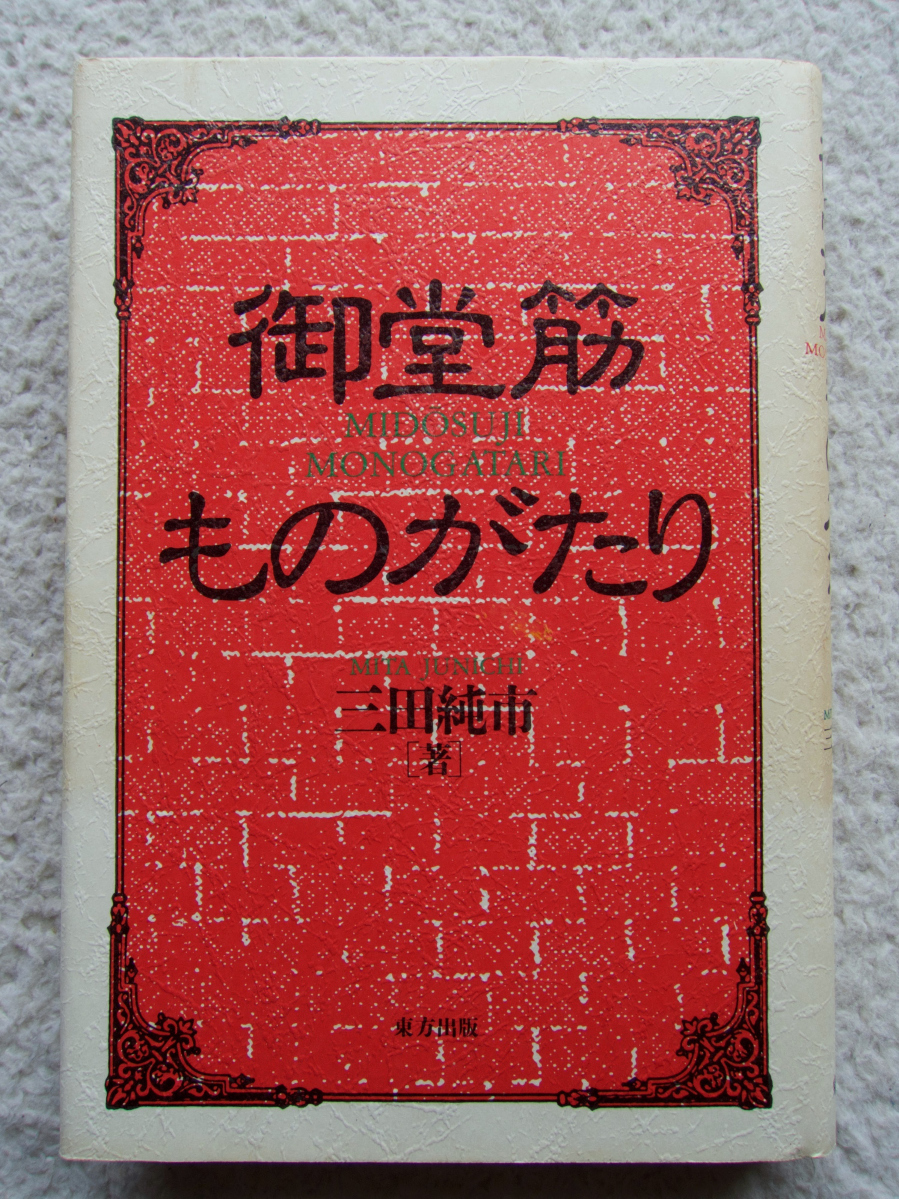 御堂筋
MIDŌSUJI
MONOGATARI
ものがたり
MITA JUNICHI
三田純市
[著]
東方出版